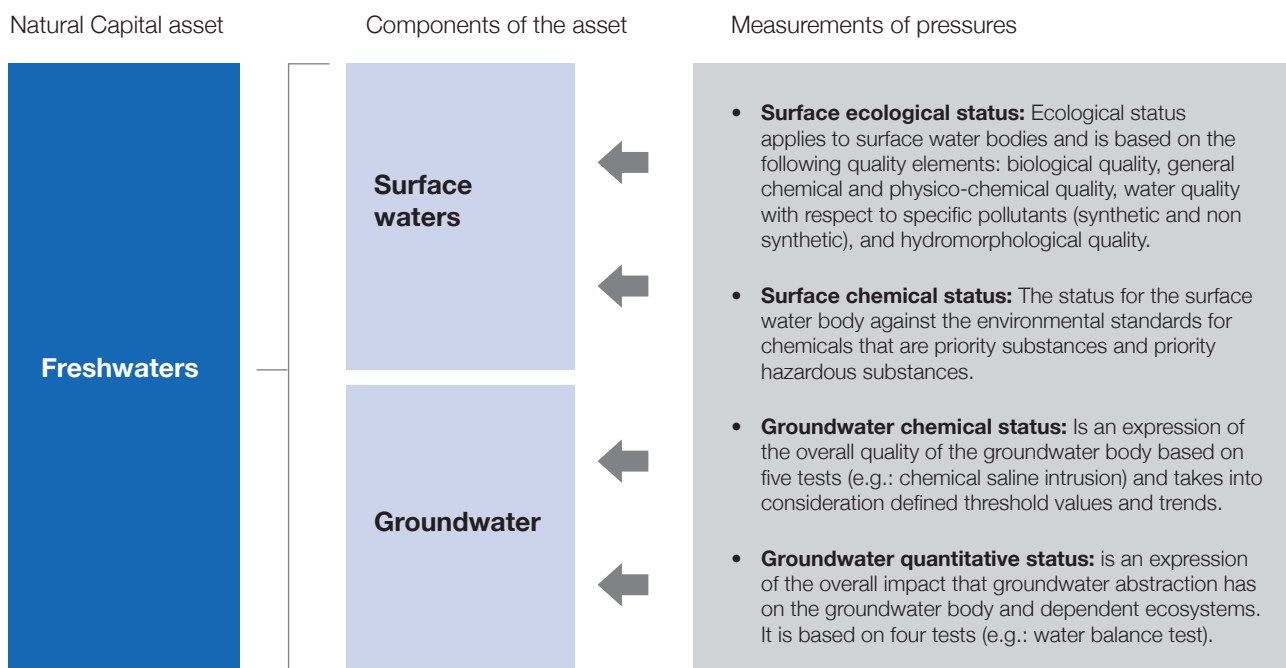 Natural Capital asset
Components of the asset
Measurements of pressures
Freshwaters
Surface
waters
Groundwater
• Surface ecological status: Ecological status
applies to surface water bodies and is based on the
following quality elements: biological quality, general
chemical and physico-chemical quality, water quality
with respect to specific pollutants (synthetic and non
synthetic), and hydromorphological quality.
• Surface chemical status: The status for the surface
water body against the environmental standards for
chemicals that are priority substances and priority
hazardous substances.
• Groundwater chemical status: Is an expression of
the overall quality of the groundwater body based on
five tests (e.g.: chemical saline intrusion) and takes into
consideration defined threshold values and trends.
• Groundwater quantitative status: is an expression
of the overall impact that groundwater abstraction has
on the groundwater body and dependent ecosystems.
It is based on four tests (e.g.: water balance test).